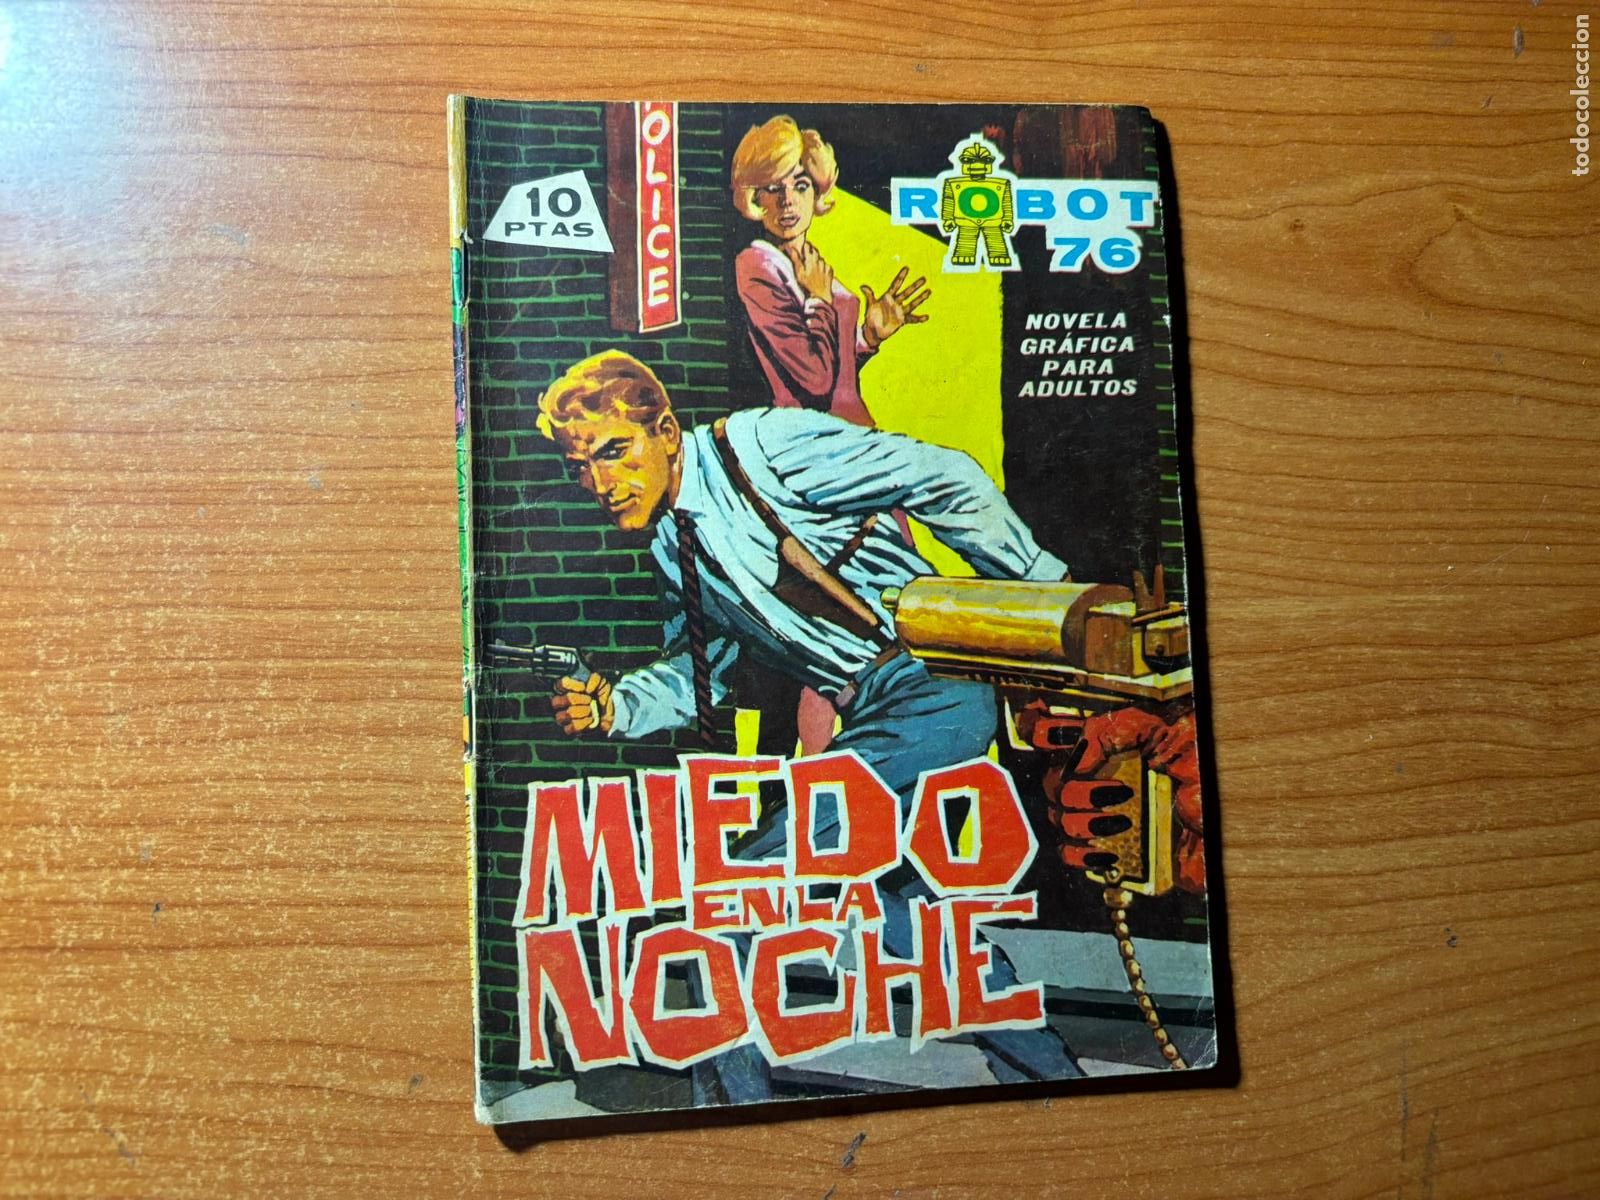 OLICE
10
PTAS
ROBOT
76
NOVELA
GRÁFICA
PARA
ADULTOS
MIEDO
EN LA
NOCHE
todocoleccion